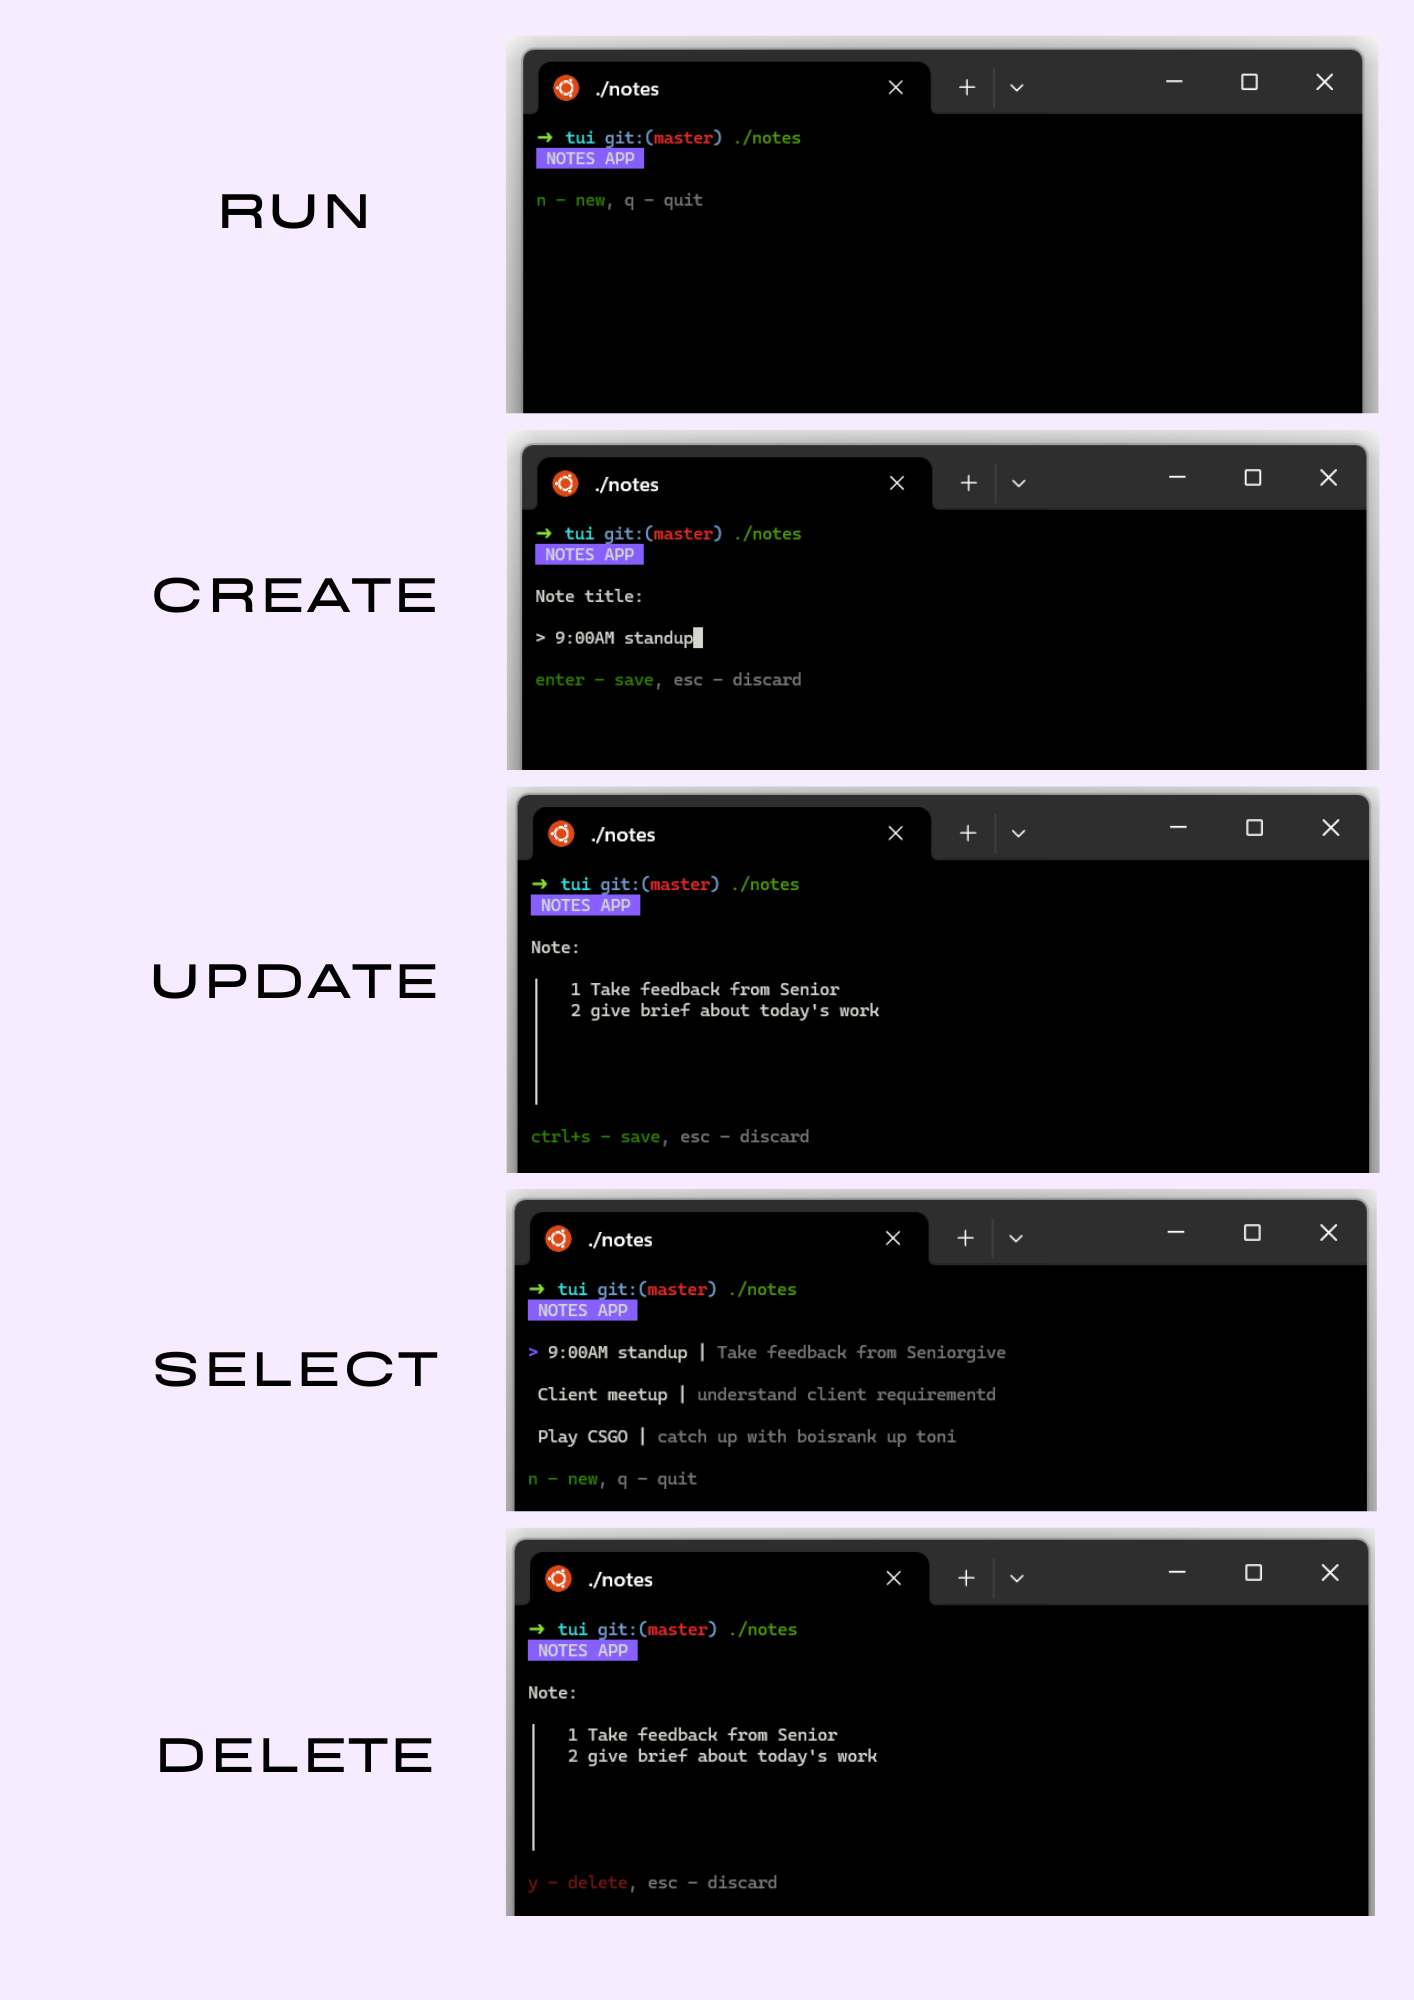 RUN
./notes
➜ tui git:(master) ./notes
NOTES APP
n - new, q - quit
CREATE
./notes
➜ tui git:(master) ./notes
NOTES APP
Note title:
> 9:00AM standup
enter - save, esc - discard
UPDATE
./notes
➜ tui git:(master) ./notes
NOTES APP
Note:
1 Take feedback from Senior
2 give brief about today's work
ctrl+s - save, esc - discard
SELECT
./notes
➜ tui git:(master) ./notes
NOTES APP
> 9:00AM standup | Take feedback from Seniorgive
Client meetup | understand client requirementd
Play CSGO | catch up with boisrank up toni
n - new, q - quit
DELETE
./notes
➜ tui git:(master) ./notes
NOTES APP
Note:
1 Take feedback from Senior
2 give brief about today's work
y - delete, esc - discard